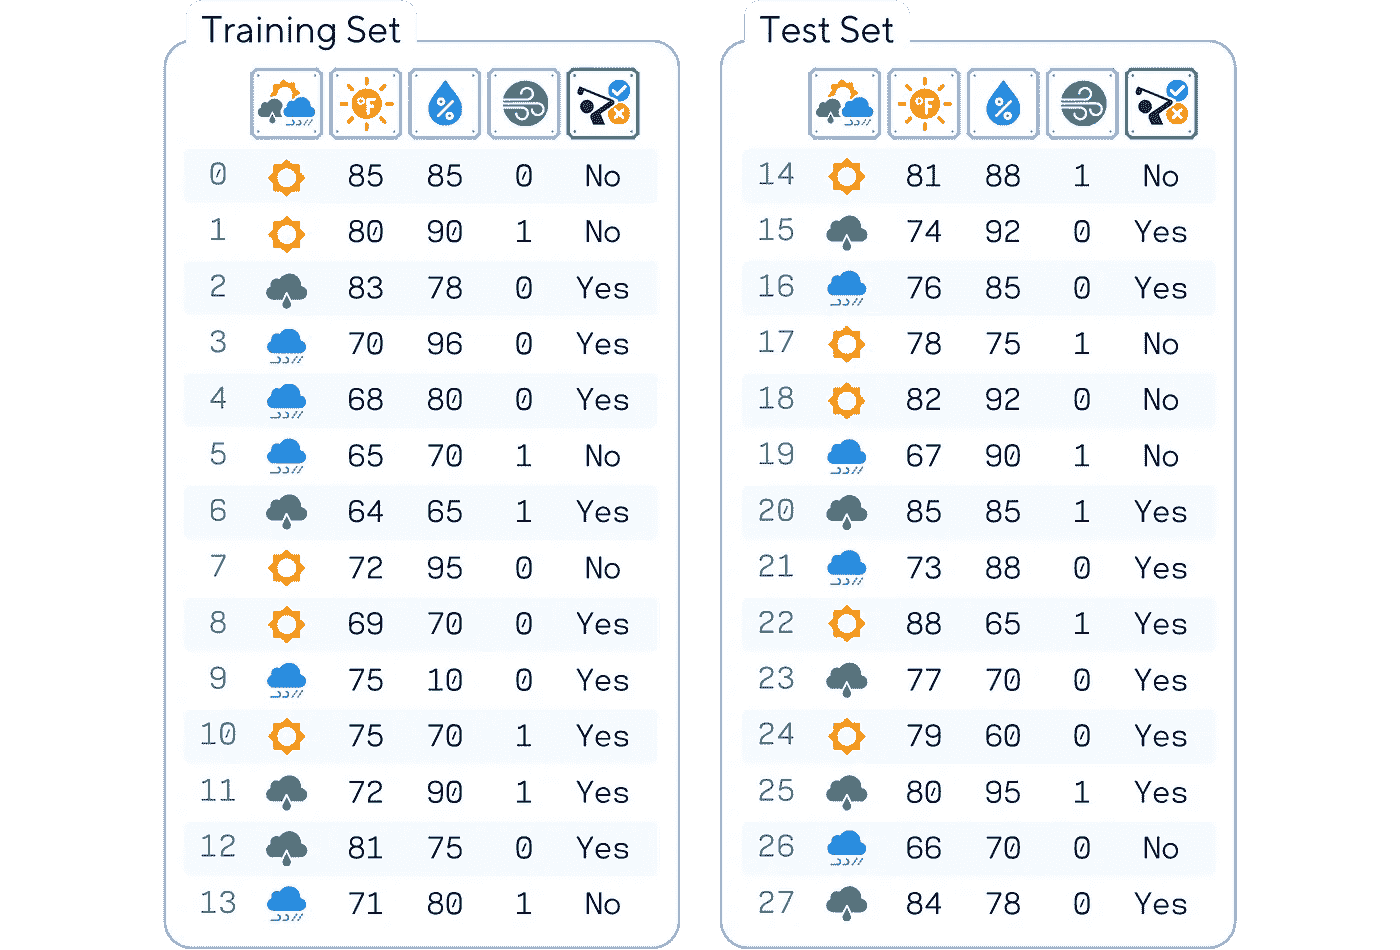 Training Set
°F % 
0 85 85 0 No
1 80 90 1 No
2 83 78 0 Yes
3 70 96 0 Yes
4 68 80 0 Yes
5 65 70 1 No
6 64 65 1 Yes
7 72 95 0 No
8 69 70 0 Yes
9 75 10 0 Yes
10 75 70 1 Yes
11 72 90 1 Yes
12 81 75 0 Yes
13 71 80 1 No
Test Set
°F %
14 81 88 1 No
15 74 92 0 Yes
16 76 85 0 Yes
17 78 75 1 No
18 82 92 0 No
19 67 90 1 No
20 85 85 1 Yes
21 73 88 0 Yes
22 88 65 1 Yes
23 77 70 0 Yes
24 79 60 0 Yes
25 80 95 1 Yes
26 66 70 0 No
27 84 78 0 Yes